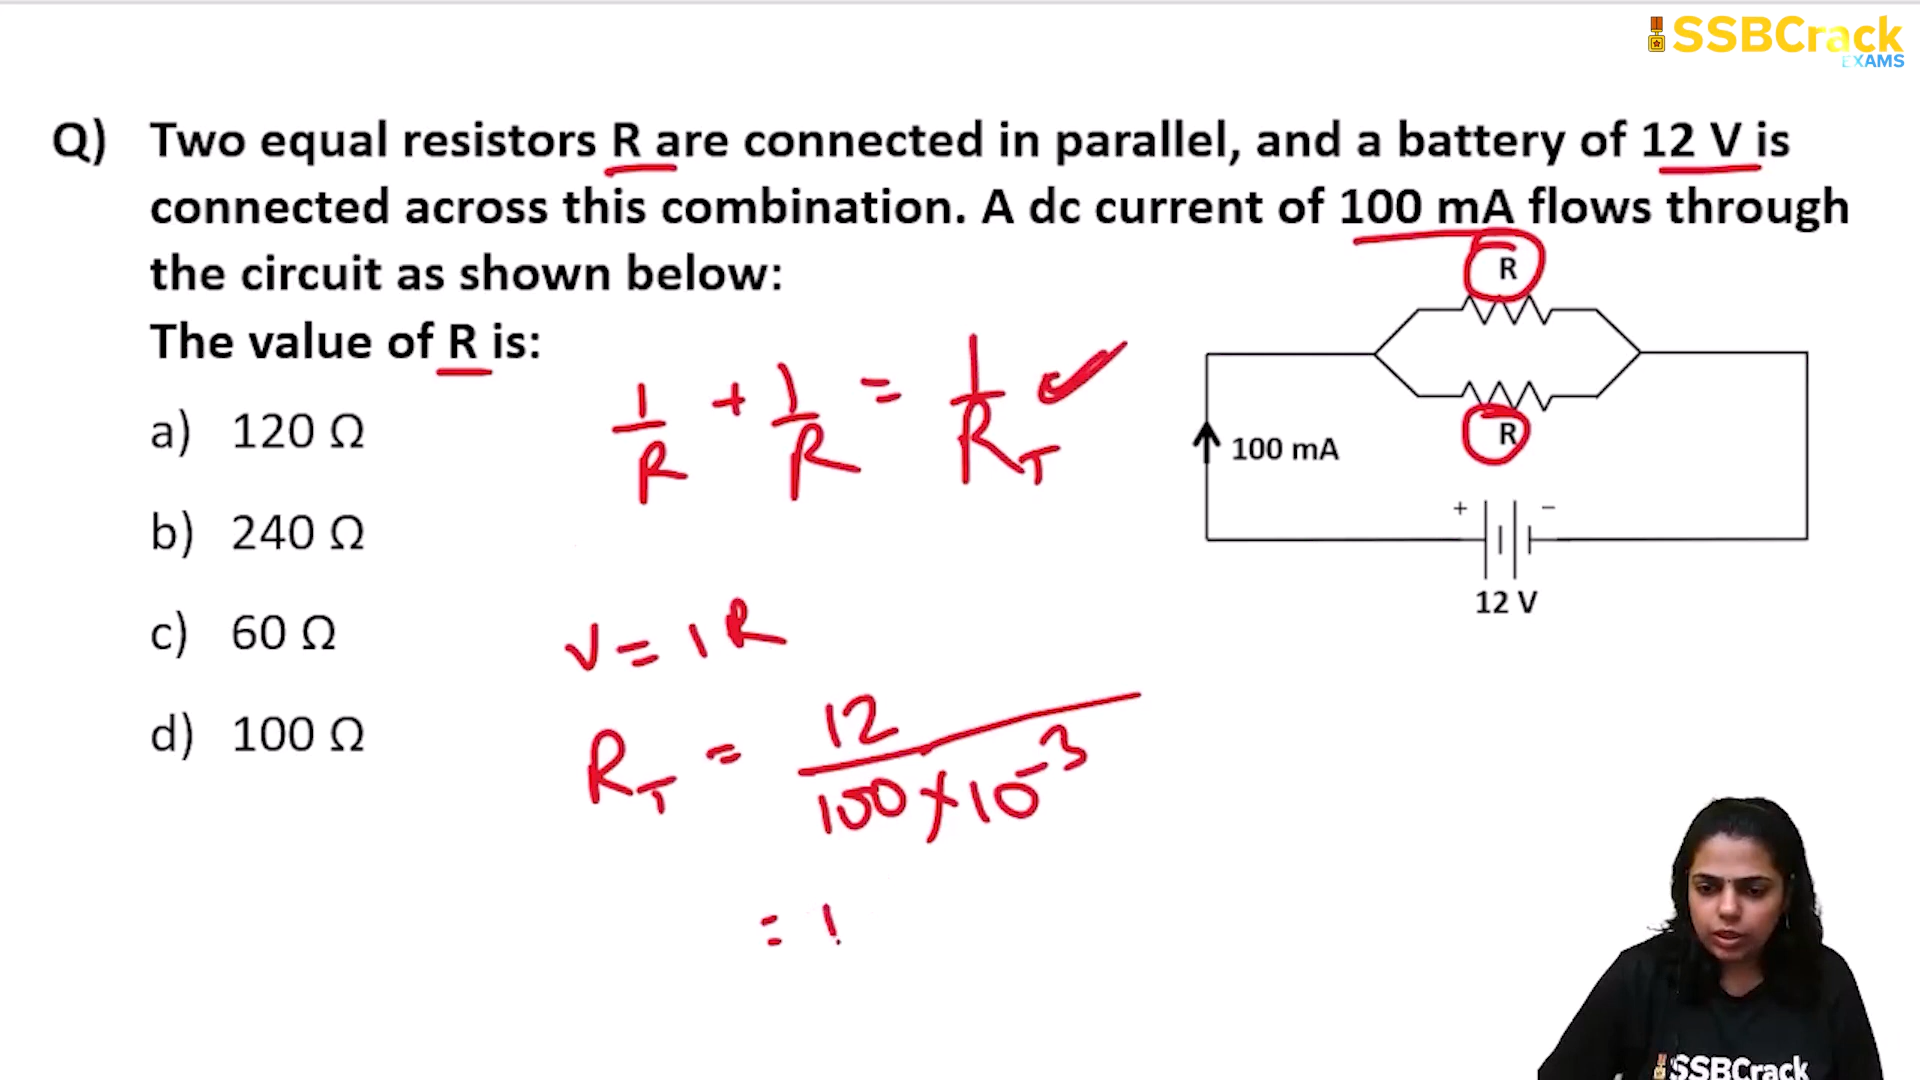 SSBCrack
EXAMS
Q) Two equal resistors R are connected in parallel, and a battery of 12 V is
connected across this combination. A dc current of 100 mA flows through
the circuit as shown below:
The value of R is:
R
a) 120 Ω
1/R + 1/R = 1/R_T
R
100 mA
b) 240 Ω
+ −
12 V
c) 60 Ω
V = IR
d) 100 Ω
R_T = 12/100×10^-3
= 1
SSBCrack